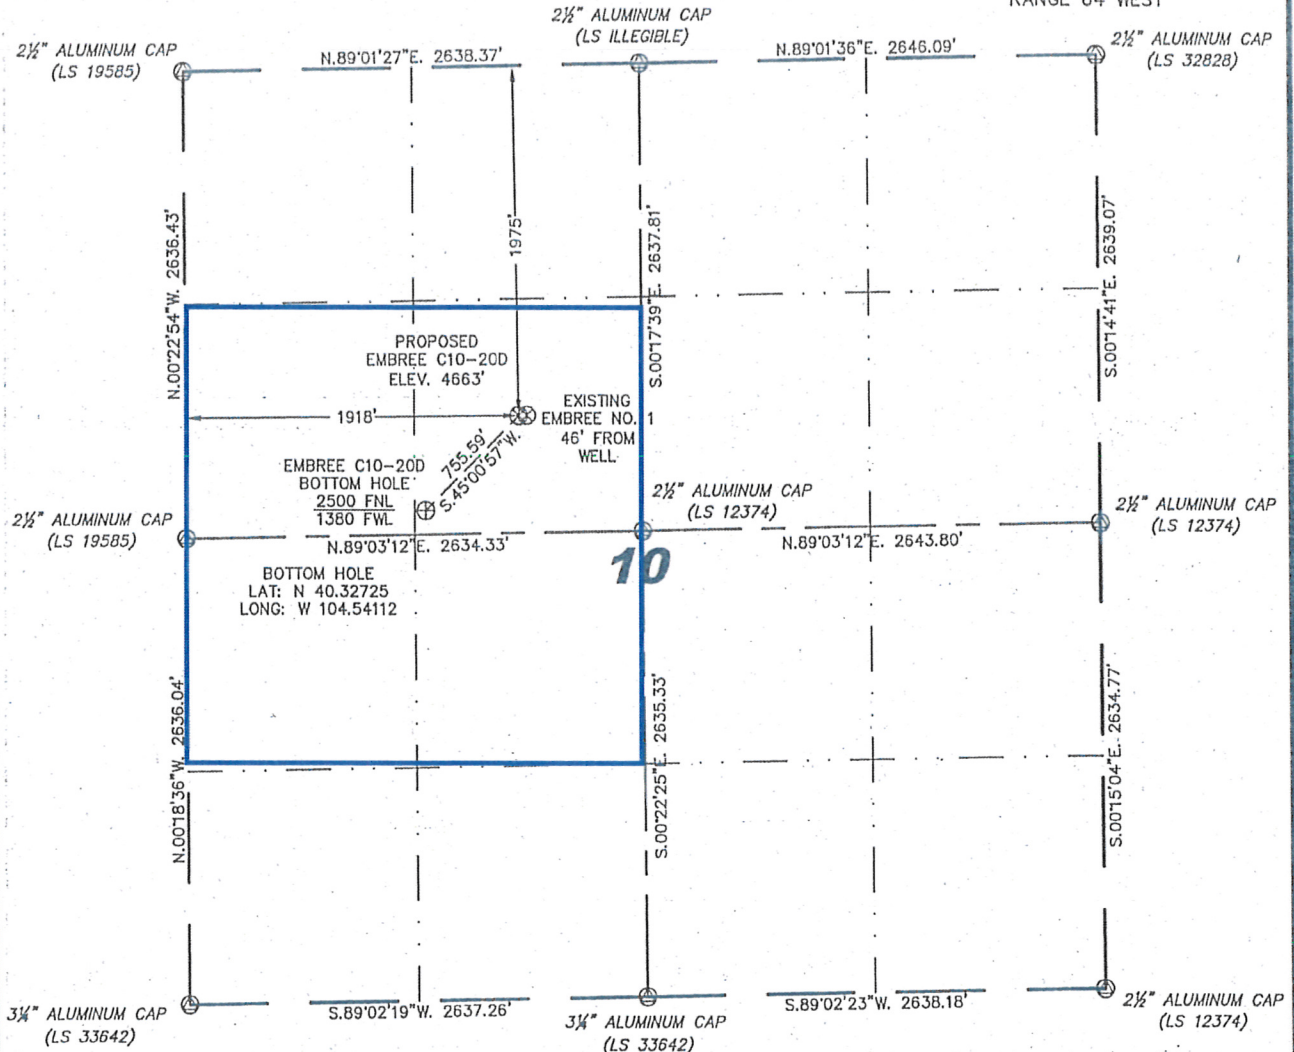 RANGE 64 WEST
2½" ALUMINUM CAP
(LS ILLEGIBLE)
2½" ALUMINUM CAP
(LS 19585)
N.89°01'27"E. 2638.37'
N.89°01'36"E. 2646.09'
2½" ALUMINUM CAP
(LS 32828)
N.00°22'54"W. 2636.43'
1975'
S.00°17'39"E. 2637.81'
S.00°14'41"E. 2639.07'
PROPOSED
EMBREE C10-20D
ELEV. 4663'
1918'
EXISTING
EMBREE NO. 1
46' FROM
WELL
755.59'
S.45°00'57"W.
EMBREE C10-20D
BOTTOM HOLE
2500 FNL
1380 FWL
2½" ALUMINUM CAP
(LS 19585)
2½" ALUMINUM CAP
(LS 12374)
2½" ALUMINUM CAP
(LS 12374)
N.89°03'12"E. 2634.33'
N.89°03'12"E. 2643.80'
10
BOTTOM HOLE
LAT: N 40.32725
LONG: W 104.54112
N.00°18'36"W. 2636.04'
S.00°22'25"E. 2635.33'
S.00°15'04"E. 2634.77'
3¼" ALUMINUM CAP
(LS 33642)
S.89°02'19"W. 2637.26'
3¼" ALUMINUM CAP
(LS 33642)
S.89°02'23"W. 2638.18'
2½" ALUMINUM CAP
(LS 12374)